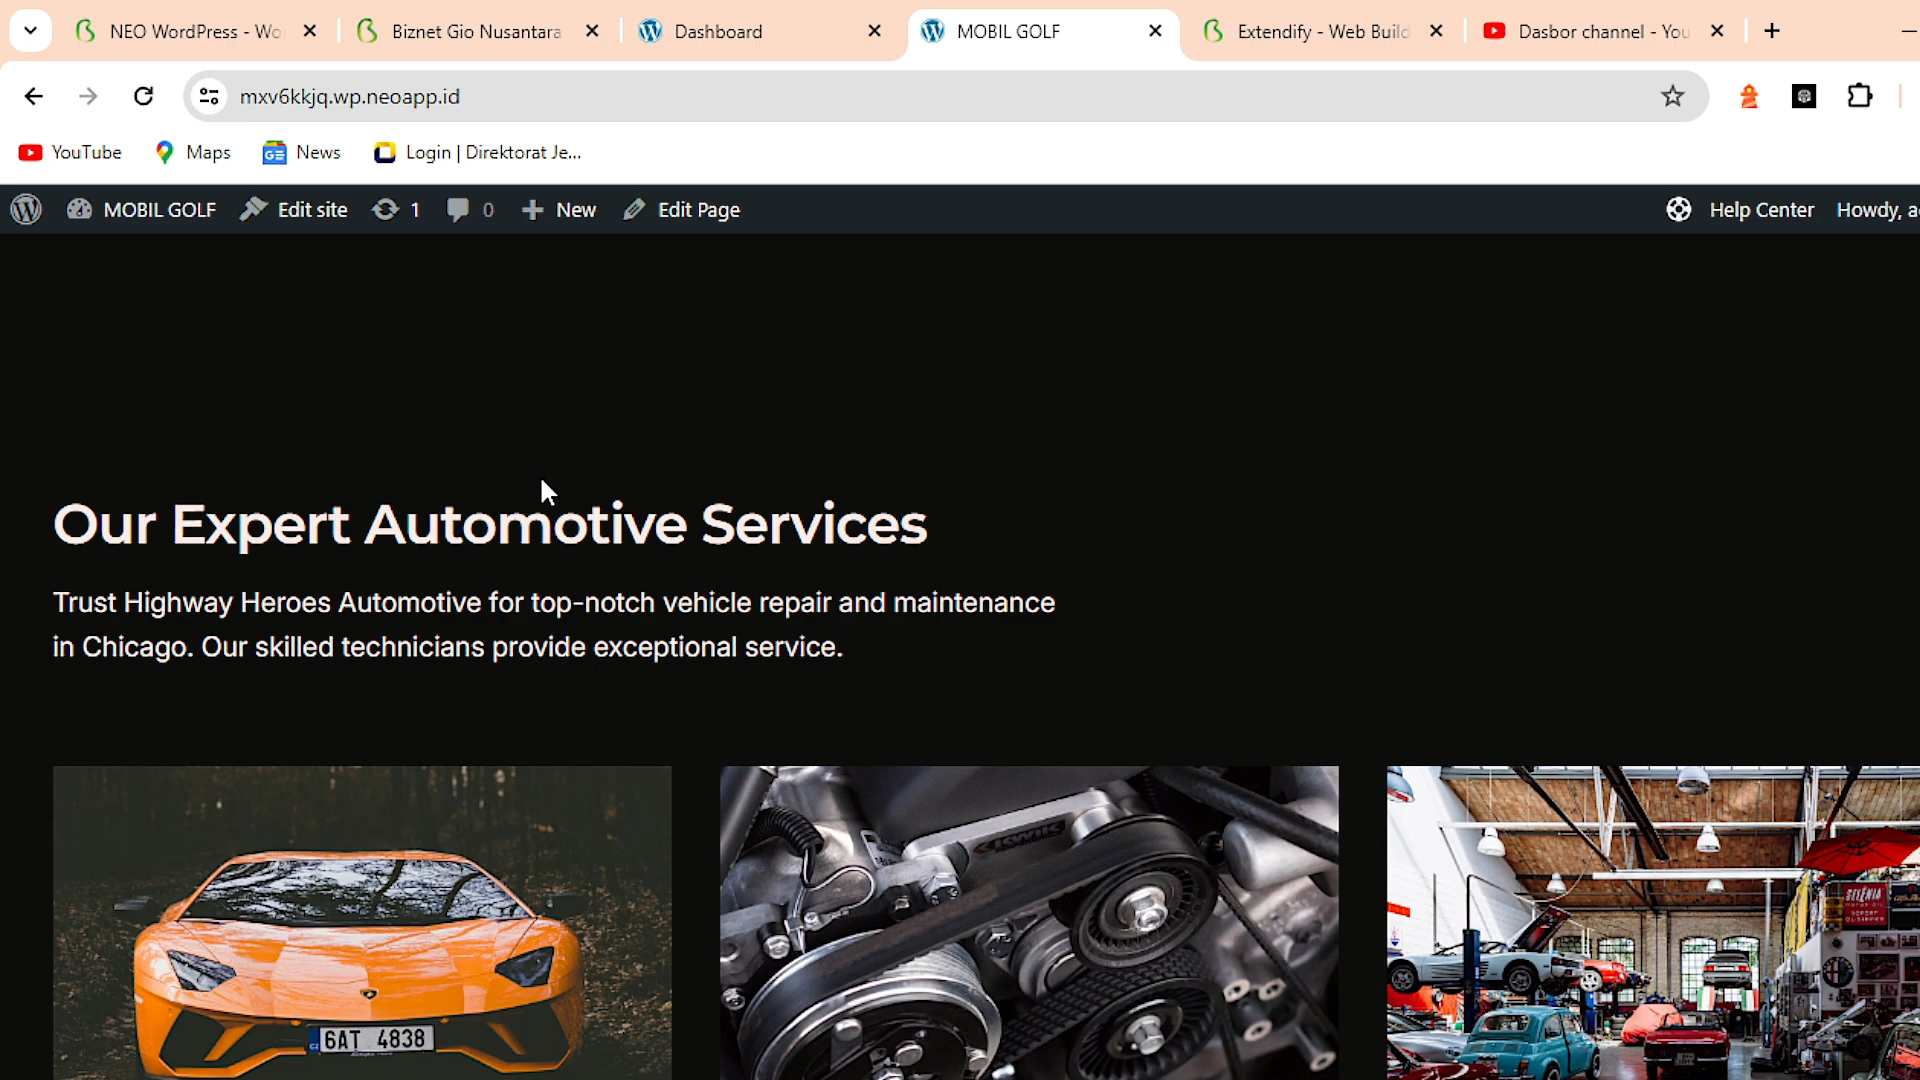 NEO WordPress - Wo
Biznet Gio Nusantara
Dashboard
MOBIL GOLF
Extendify - Web Build
Dasbor channel - You
mxv6kkjq.wp.neoapp.id
YouTube
Maps
News
Login | Direktorat Je...
MOBIL GOLF
Edit site
1
0
New
Edit Page
Help Center
Howdy, a
Our Expert Automotive Services
Trust Highway Heroes Automotive for top-notch vehicle repair and maintenance
in Chicago. Our skilled technicians provide exceptional service.
6AT 4838
KWIK
SELENIA